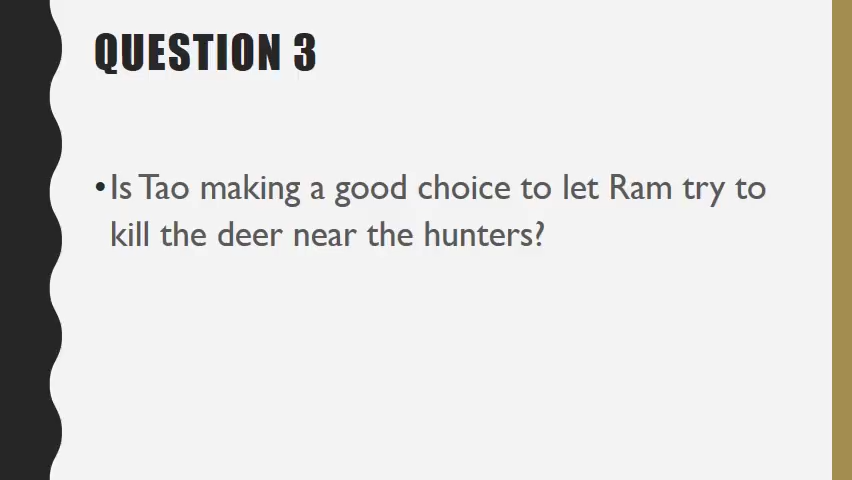 QUESTION 3
•Is Tao making a good choice to let Ram try to
kill the deer near the hunters?